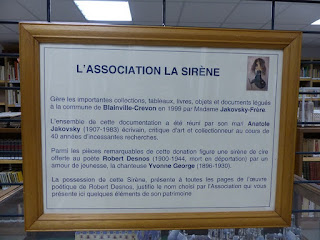 L'ASSOCIATION LA SIRÈNE
Gère les importantes collections, tableaux, livres, objets et documents légués
à la commune de Blainville-Crevon en 1999 par Madame Jakovsky-Frère.
L'ensemble de cette documentation a été réuni par son mari Anatole
Jakovsky (1907-1983) écrivain, critique d'art et collectionneur au cours de
40 années d'incessantes recherches.
Parmi les pièces remarquables de cette donation figure une sirène de cire
offerte au poète Robert Desnos (1900-1944, mort en déportation) par un
amour de jeunesse, la chanteuse Yvonne George (1896-1930).
La possession de cette Sirène, présente à toutes les pages de l'œuvre
poétique de Robert Desnos, justifie le nom choisi par l'Association qui vous
présente ici quelques éléments de son patrimoine